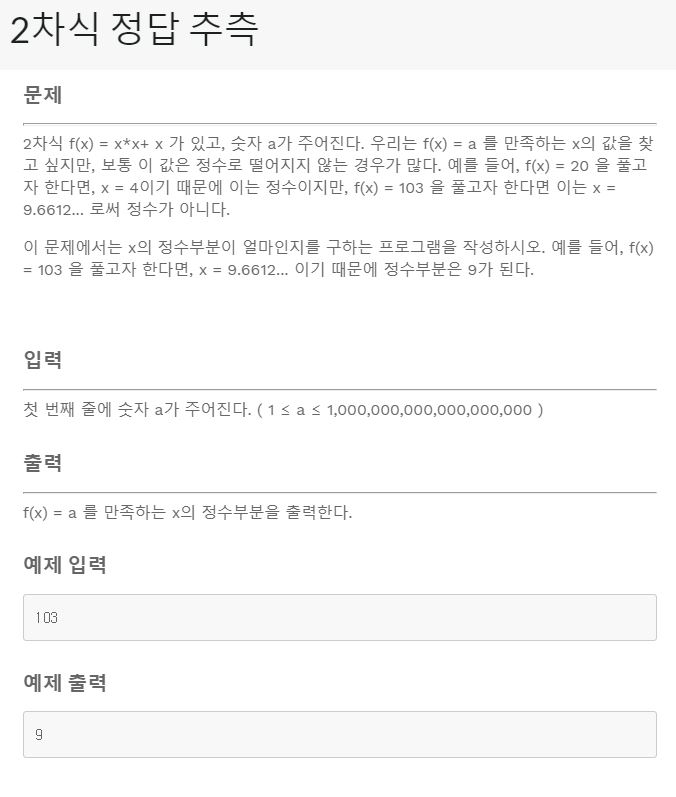 2차식 정답 추측
문제
2차식 f(x) = x*x+ x 가 있고, 숫자 a가 주어진다. 우리는 f(x) = a 를 만족하는 x의 값을 찾
고 싶지만, 보통 이 값은 정수로 떨어지지 않는 경우가 많다. 예를 들어, f(x) = 20 을 풀고
자 한다면, x = 4이기 때문에 이는 정수이지만, f(x) = 103 을 풀고자 한다면 이는 x =
9.6612... 로써 정수가 아니다.
이 문제에서는 x의 정수부분이 얼마인지를 구하는 프로그램을 작성하시오. 예를 들어, f(x)
= 103 을 풀고자 한다면, x = 9.6612... 이기 때문에 정수부분은 9가 된다.
입력
첫 번째 줄에 숫자 a가 주어진다. ( 1 ≤ a ≤ 1,000,000,000,000,000,000 )
출력
f(x) = a 를 만족하는 x의 정수부분을 출력한다.
예제 입력
103
예제 출력
9